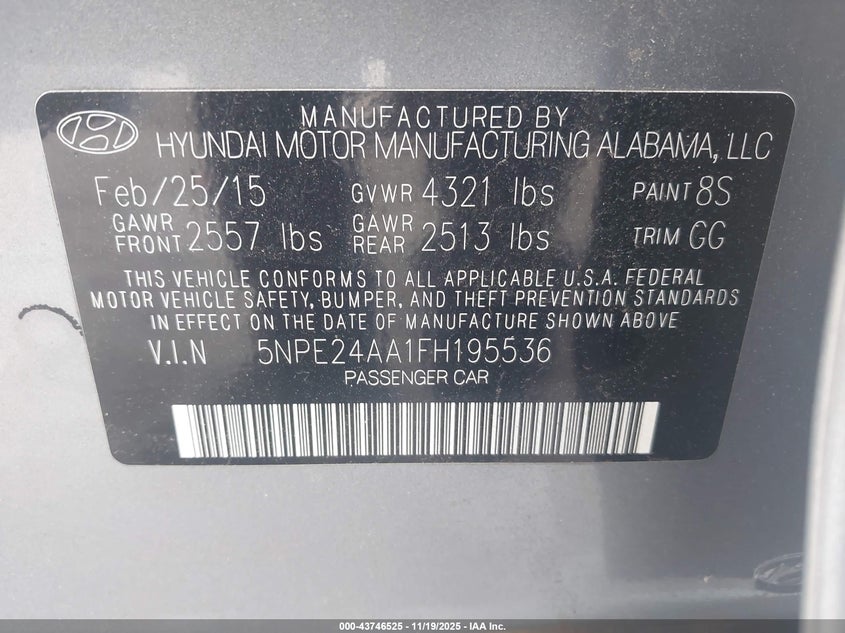 MANUFACTURED BY
HYUNDAI MOTOR MANUFACTURING ALABAMA, LLC
Feb/25/15 GVWR 4321 lbs PAINT 8S
GAWR FRONT 2557 lbs GAWR REAR 2513 lbs TRIM GG
THIS VEHICLE CONFORMS TO ALL APPLICABLE U.S.A. FEDERAL
MOTOR VEHICLE SAFETY, BUMPER, AND THEFT PREVENTION STANDARDS
IN EFFECT ON THE DATE OF MANUFACTURE SHOWN ABOVE
V.I.N 5NPE24AA1FH195536
PASSENGER CAR
000-43746525 - 11/19/2025 - IAA Inc.